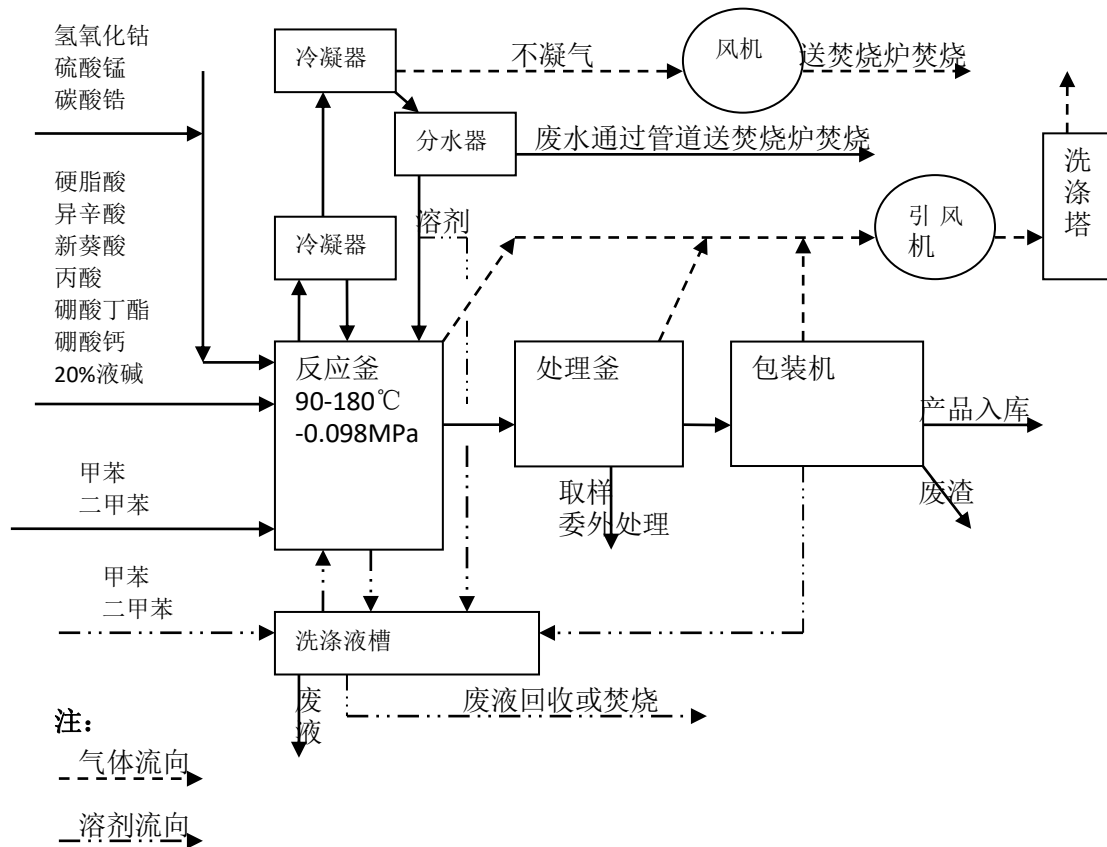 氢氧化钴
硫酸锰
碳酸锆
冷凝器
不凝气
风机
送焚烧炉焚烧
分水器
废水通过管道送焚烧炉焚烧
洗
涤
塔
硬脂酸
异辛酸
新葵酸
丙酸
硼酸丁酯
硼酸钙
20%液碱
冷凝器
溶剂
引 风
机
反应釜
90-180℃
-0.098MPa
处理釜
包装机
产品入库
甲苯
二甲苯
取样
委外处理
废渣
甲苯
二甲苯
洗涤液槽
废
液
废液回收或焚烧
注：
气体流向
溶剂流向